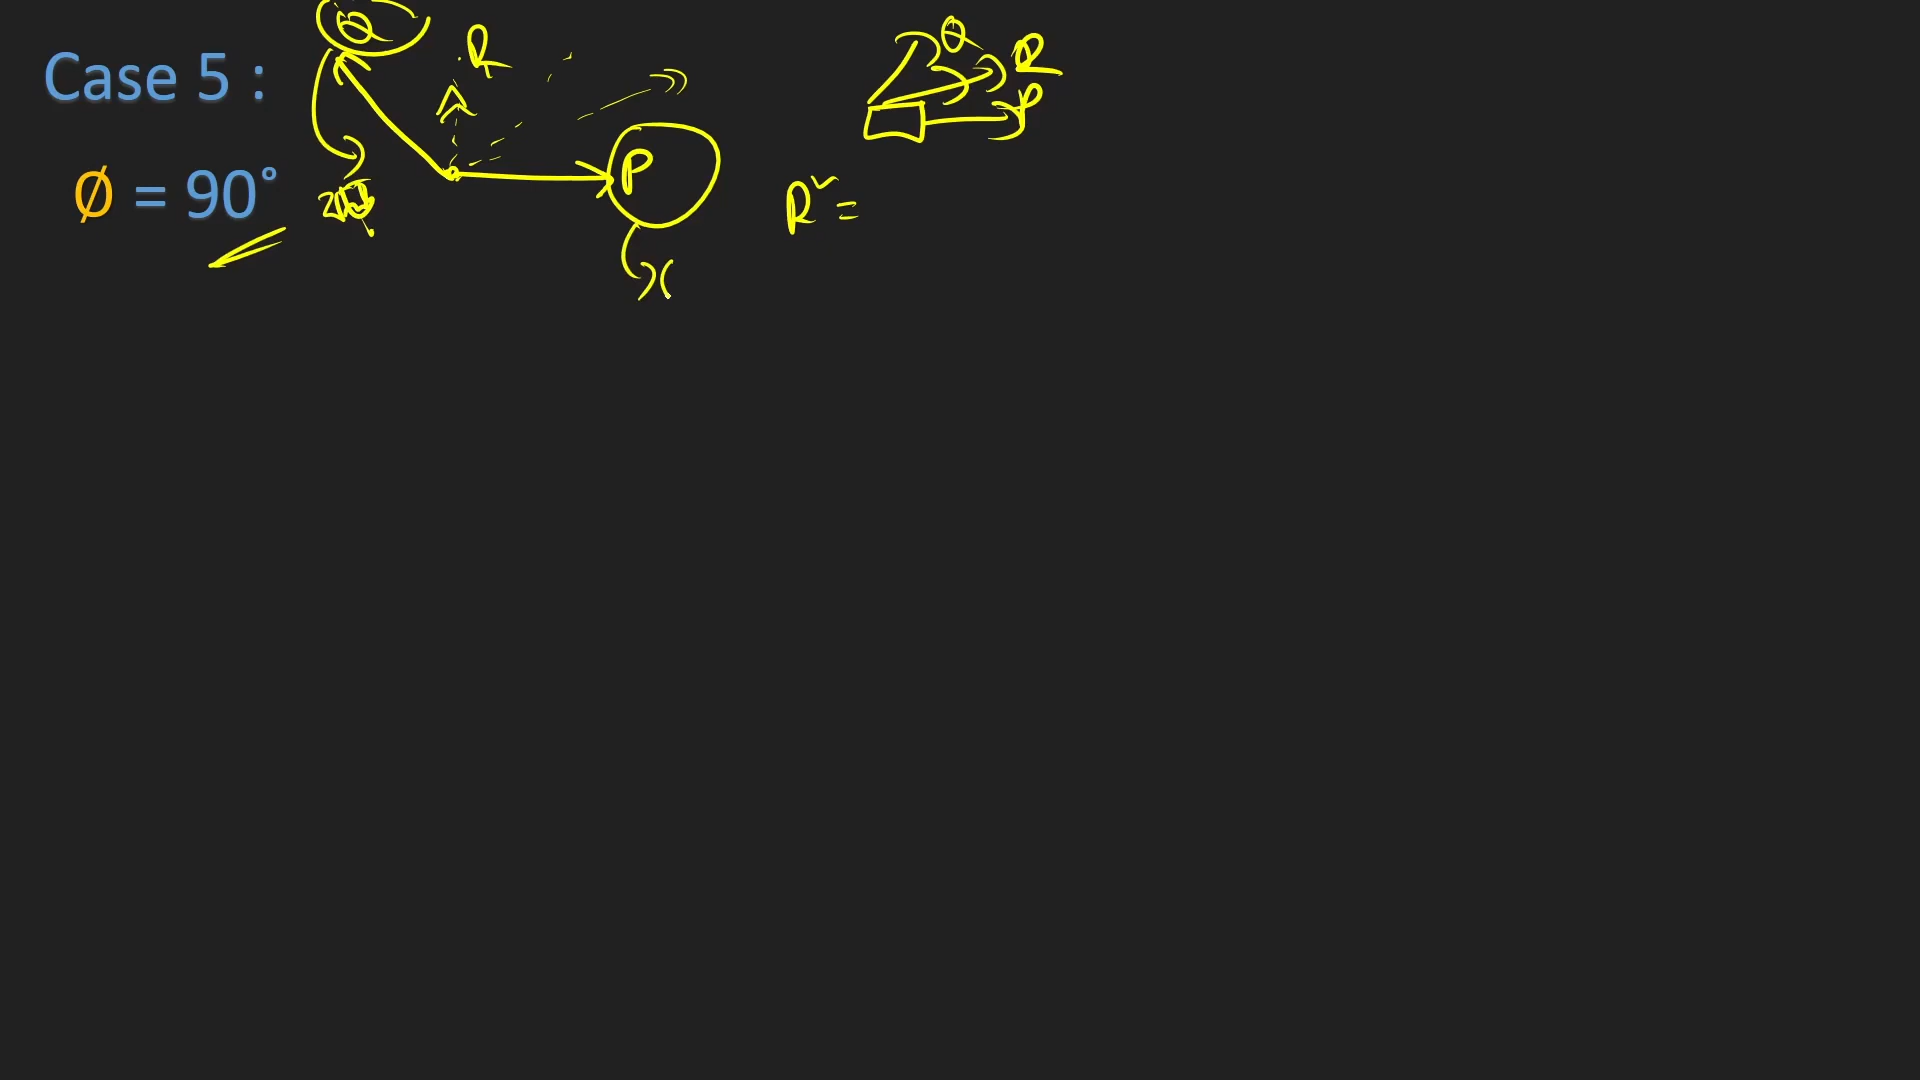 Case 5 :
Ø = 90°
Q
R
P
x
Q
R
P
R² =